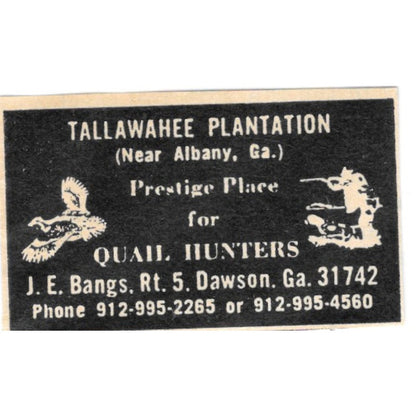 TALLAWAHEE PLANTATION
(Near Albany, Ga.)
Prestige Place
for
QUAIL HUNTERS
J. E. Bangs, Rt. 5, Dawson, Ga. 31742
Phone 912-995-2265 or 912-995-4560